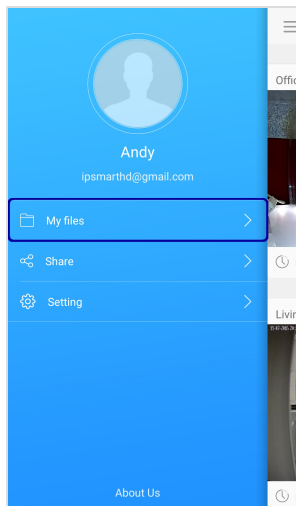 Andy
ipsmarthd@gmail.com
My files
Share
Setting
About Us
Offic
Livin